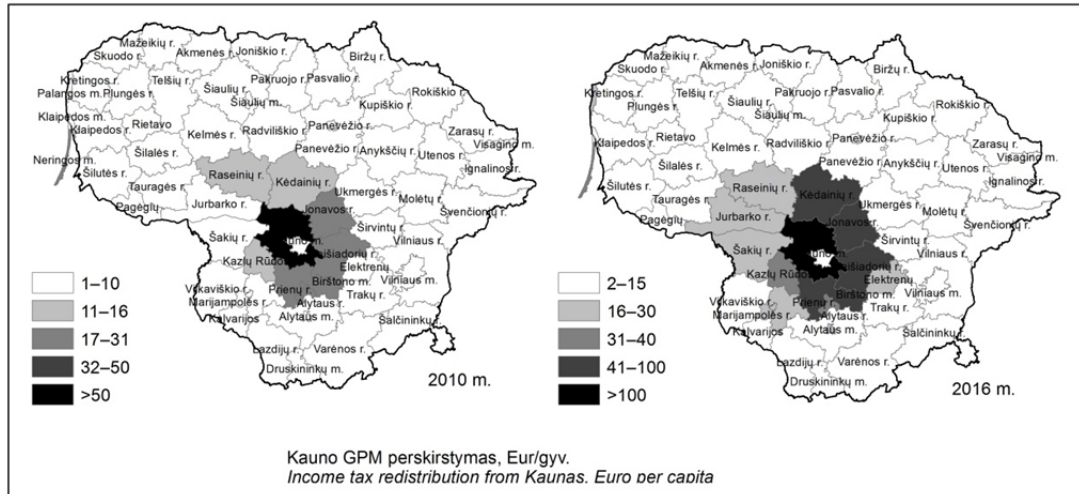 Mažeikių r.
Skuodo r.
Akmenės r.
Joniškio r.
Biržų r.
Kretingos r.
Telšių r.
Pakruojo r.
Pasvalio r.
Palangos m.
Plungės r.
Šiaulių r.
Šiaulių m.
Rokiškio r.
Kupiškio r.
Klaipėdos m.
Klaipėdos r.
Rietavo
Kelmės r.
Radviliškio r.
Panevėžio r.
Zarasų r.
Visagino m.
Neringos m.
Šilalės r.
Panevėžio r.
Anykščių r.
Utenos r.
Ignalinos r.
Šilutės r.
Tauragės r.
Raseinių r.
Kėdainių r.
Ukmergės r.
Molėtų r.
Pagėgių
Jurbarko r.
Jonavos r.
Švenčionių r.
Širvintų r.
Šakių r.
Vilniaus r.
Kazlų Rūdos
Elektrėnų
Birštono m.
Vilniaus m.
Vilkaviškio r.
Prienų r.
Trakų r.
Marijampolės r.
Alytaus r.
Kalvarijos
Alytaus m.
Šalčininkų r.
Lazdijų r.
Varėnos r.
Druskininkų m.
1–10
11–16
17–31
32–50
>50
2010 m.
Mažeikių r.
Skuodo r.
Akmenės r.
Joniškio r.
Biržų r.
Kretingos r.
Telšių r.
Pakruojo r.
Pasvalio r.
Plungės r.
Šiaulių r.
Šiaulių m.
Rokiškio r.
Kupiškio r.
Klaipėdos r.
Rietavo
Kelmės r.
Radviliškio r.
Panevėžio r.
Zarasų r.
Visagino m.
Šilalės r.
Panevėžio r.
Anykščių r.
Utenos r.
Ignalinos r.
Šilutės r.
Tauragės r.
Raseinių r.
Kėdainių r.
Ukmergės r.
Molėtų r.
Pagėgių
Jurbarko r.
Jonavos r.
Švenčionių r.
Širvintų r.
Šakių r.
Vilniaus r.
Kaišiadorių r.
Kazlų Rūdos
Elektrėnų
Birštono m.
Vilniaus m.
Vilkaviškio r.
Prienų r.
Trakų r.
Marijampolės r.
Alytaus r.
Kalvarijos
Alytaus m.
Šalčininkų r.
Lazdijų r.
Varėnos r.
Druskininkų m.
2–15
16–30
31–40
41–100
>100
2016 m.
Kauno GPM perskirstymas, Eur/gyv.
Income tax redistribution from Kaunas. Euro per capita